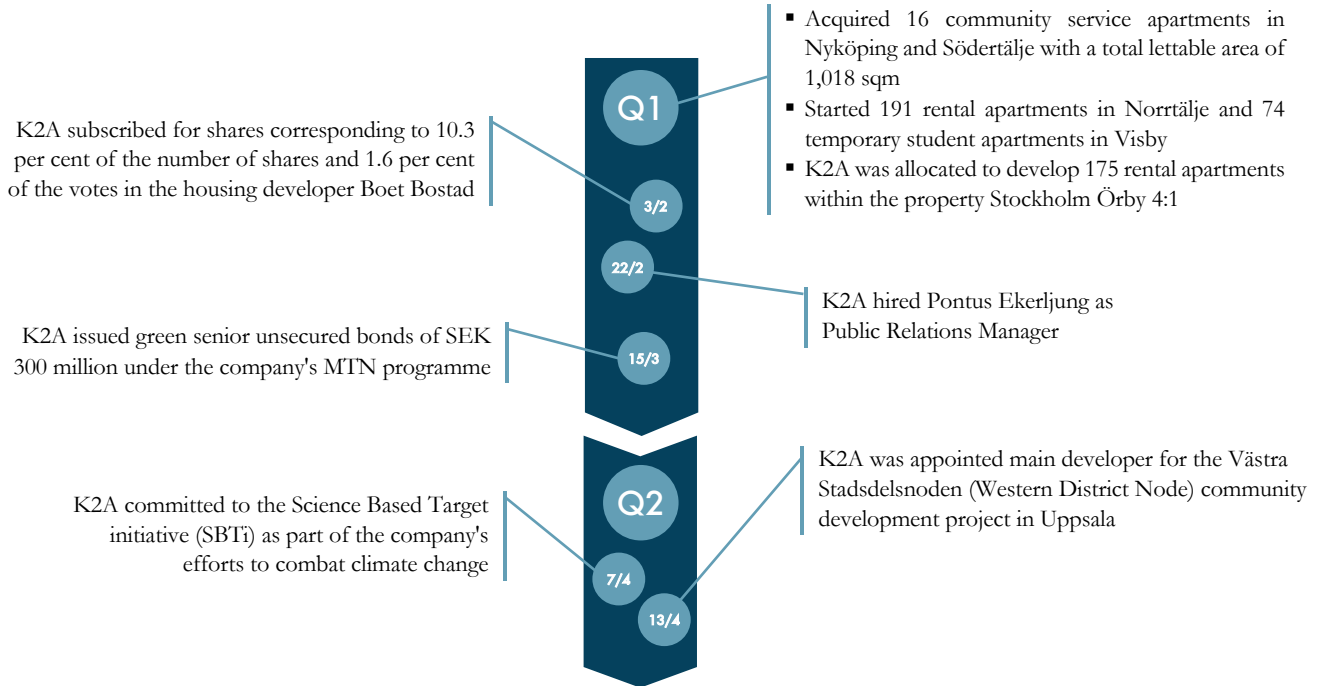 Q1
▪ Acquired 16 community service apartments in
Nyköping and Södertälje with a total lettable area of
1,018 sqm
▪ Started 191 rental apartments in Norrtälje and 74
temporary student apartments in Visby
▪ K2A was allocated to develop 175 rental apartments
within the property Stockholm Örby 4:1
K2A subscribed for shares corresponding to 10.3
per cent of the number of shares and 1.6 per cent
of the votes in the housing developer Boet Bostad
3/2
22/2
K2A hired Pontus Ekerljung as
Public Relations Manager
K2A issued green senior unsecured bonds of SEK
300 million under the company's MTN programme
15/3
Q2
K2A committed to the Science Based Target
initiative (SBTi) as part of the company's
efforts to combat climate change
7/4
K2A was appointed main developer for the Västra
Stadsdelsnoden (Western District Node) community
development project in Uppsala
13/4